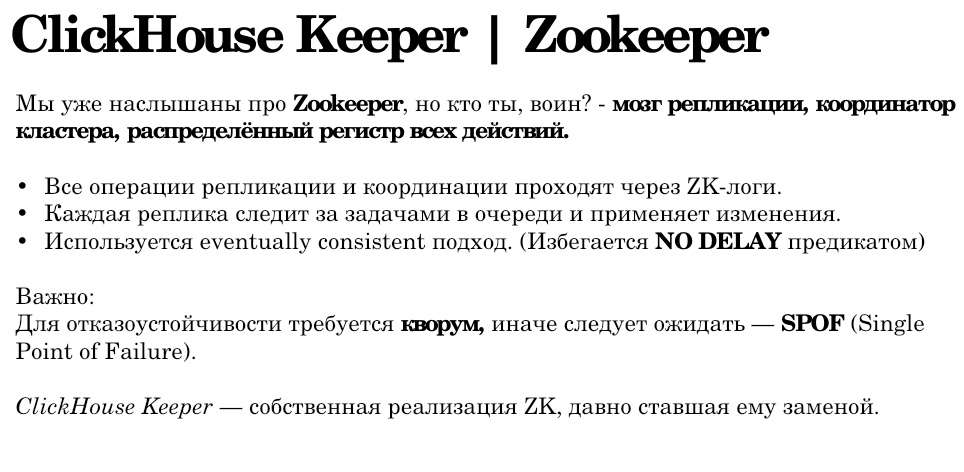 ClickHouse Keeper | Zookeeper
Мы уже наслышаны про Zookeeper, но кто ты, воин? - мозг репликации, координатор
кластера, распределённый регистр всех действий.
• Все операции репликации и координации проходят через ZK-логи.
• Каждая реплика следит за задачами в очереди и применяет изменения.
• Используется eventually consistent подход. (Избегается NO DELAY предикатом)
Важно:
Для отказоустойчивости требуется кворум, иначе следует ожидать — SPOF (Single
Point of Failure).
ClickHouse Keeper — собственная реализация ZK, давно ставшая ему заменой.